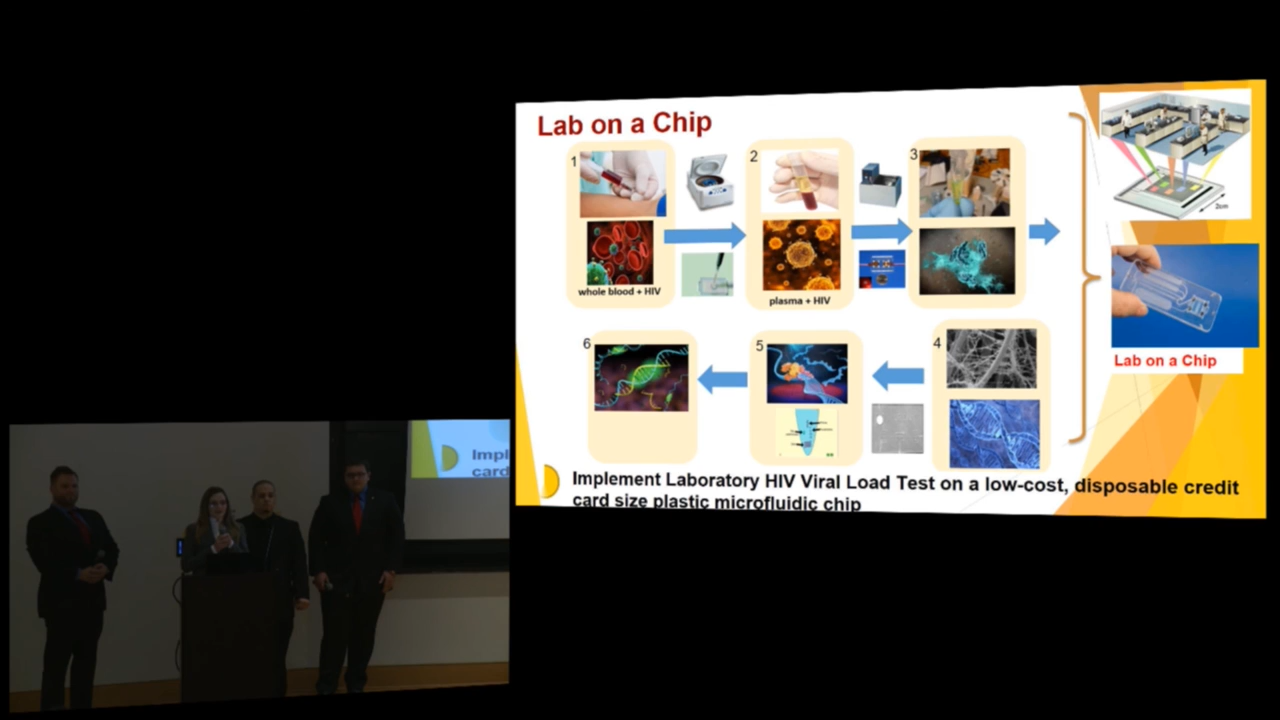 Lab on a Chip
1
2
3
whole blood + HIV
plasma + HIV
2cm
Lab on a Chip
6
5
4
Implement Laboratory HIV Viral Load Test on a low-cost, disposable credit
card size plastic microfluidic chip
Impl
card